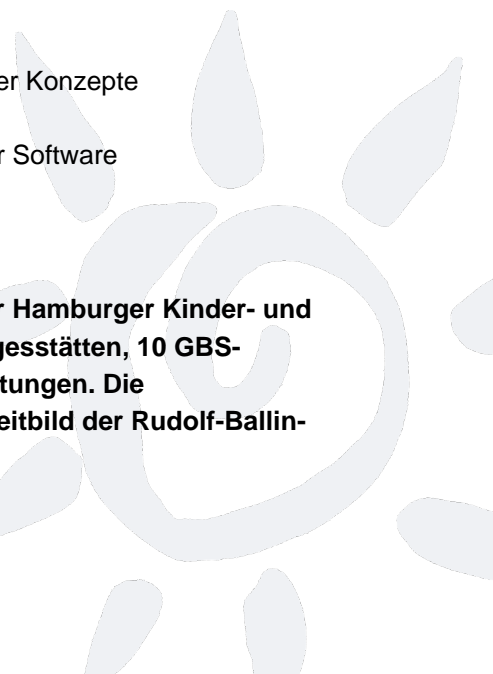 er Konzepte
r Software
r Hamburger Kinder- und
gesstätten, 10 GBS-
tungen. Die
eitbild der Rudolf-Ballin-